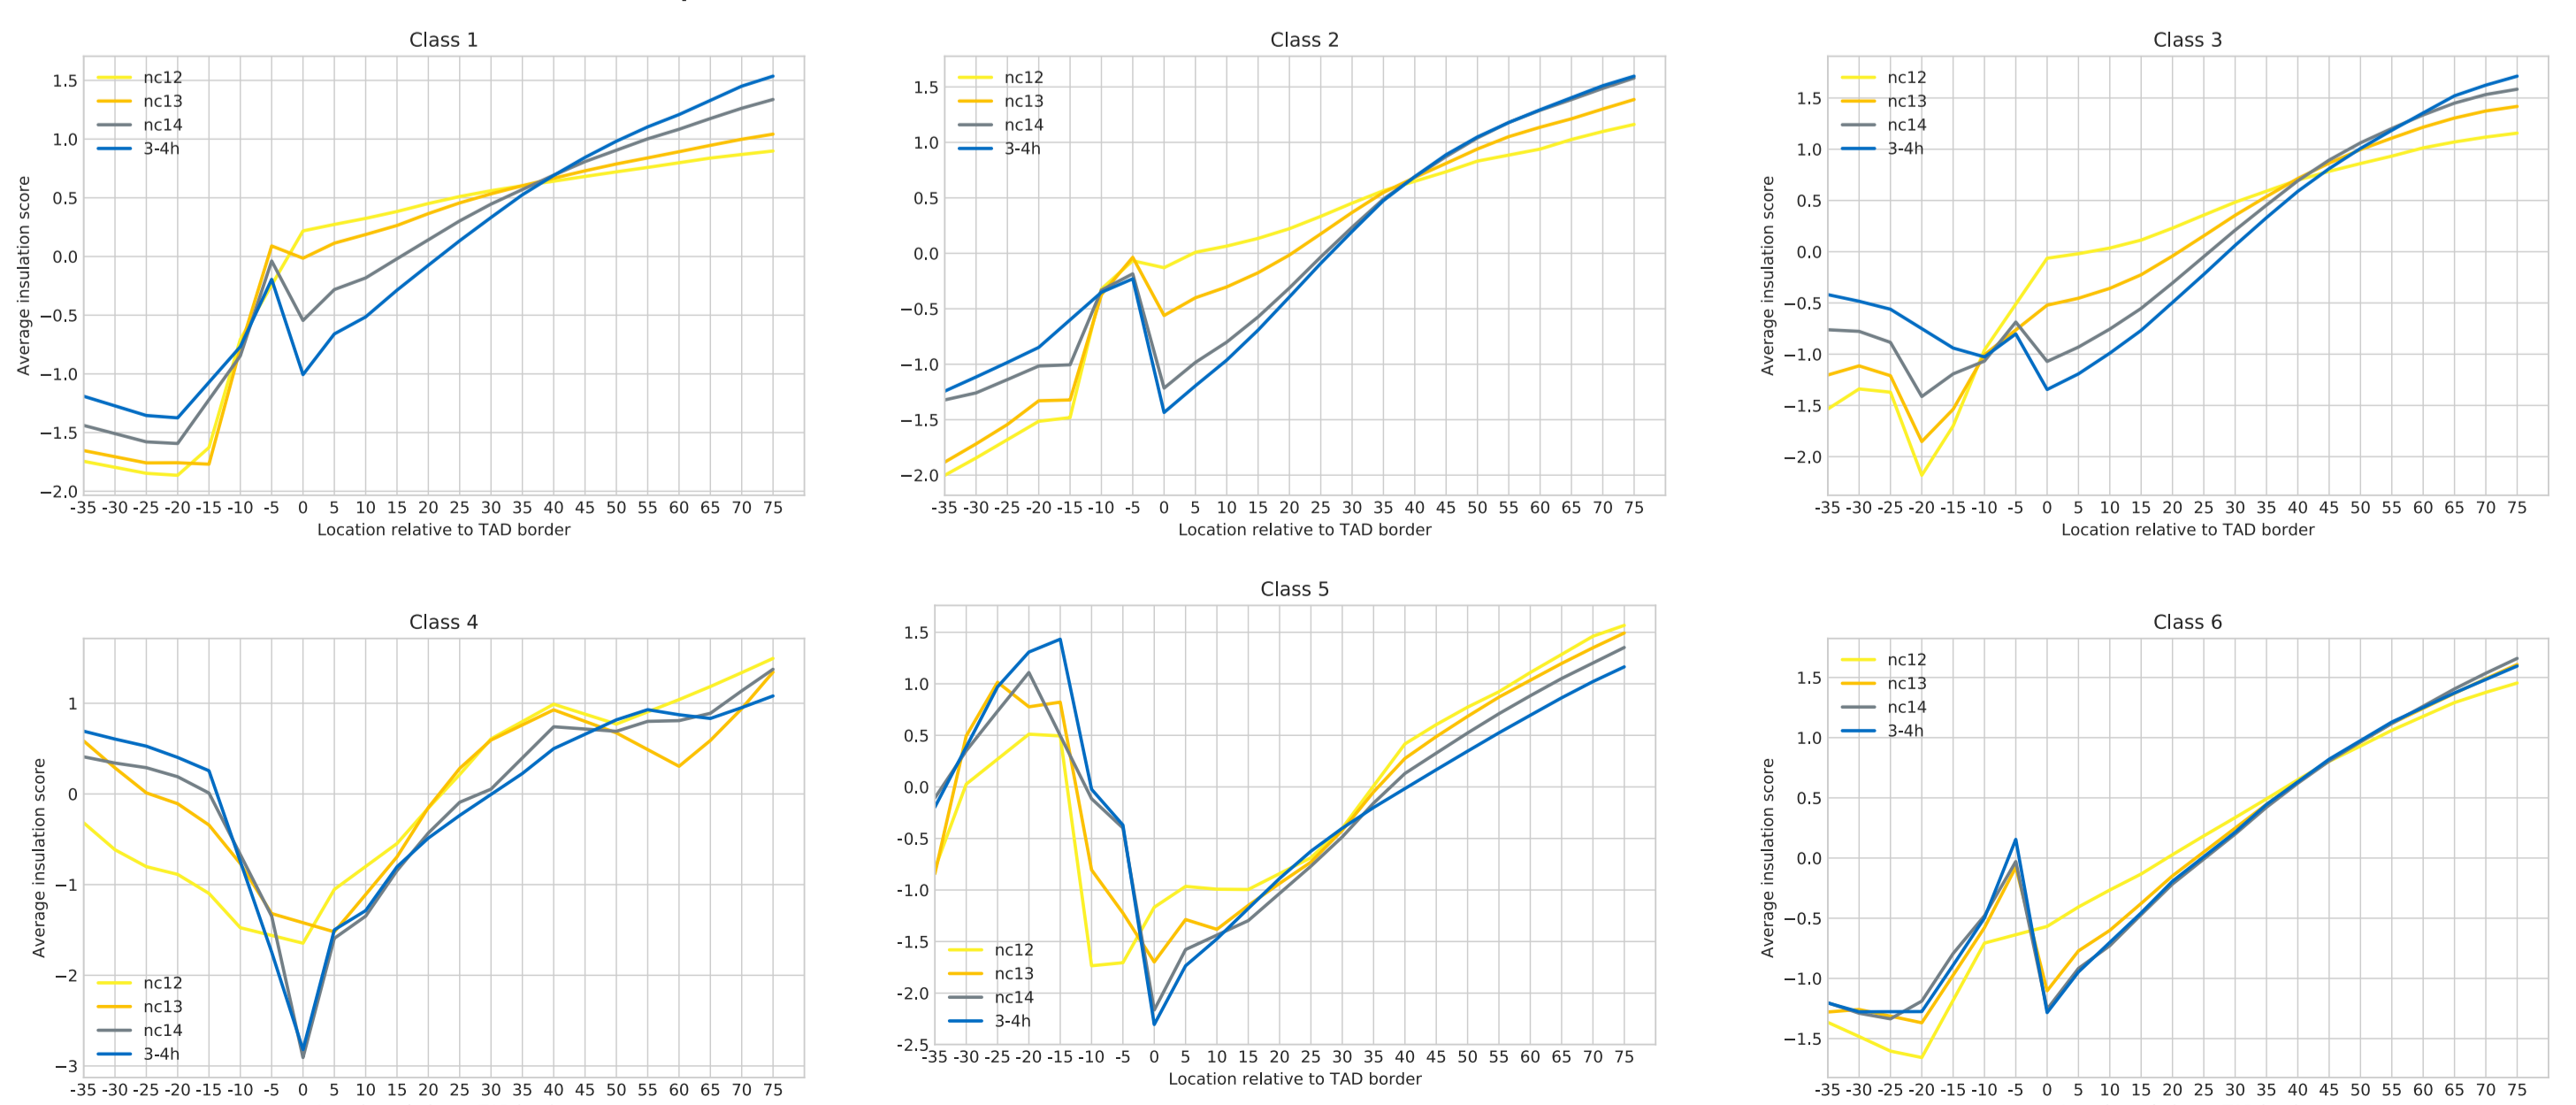 Class 1
nc12
nc13
nc14
3-4h
1.5
1.0
0.5
0.0
−0.5
−1.0
−1.5
−2.0
Average insulation score
-35 -30 -25 -20 -15 -10 -5 0 5 10 15 20 25 30 35 40 45 50 55 60 65 70 75
Location relative to TAD border
Class 2
nc12
nc13
nc14
3-4h
1.5
1.0
0.5
0.0
−0.5
−1.0
−1.5
−2.0
Average insulation score
-35 -30 -25 -20 -15 -10 -5 0 5 10 15 20 25 30 35 40 45 50 55 60 65 70 75
Location relative to TAD border
Class 3
nc12
nc13
nc14
3-4h
1.5
1.0
0.5
0.0
−0.5
−1.0
−1.5
−2.0
Average insulation score
-35 -30 -25 -20 -15 -10 -5 0 5 10 15 20 25 30 35 40 45 50 55 60 65 70 75
Location relative to TAD border
Class 4
1
0
−1
−2
−3
Average insulation score
nc12
nc13
nc14
3-4h
-35 -30 -25 -20 -15 -10 -5 0 5 10 15 20 25 30 35 40 45 50 55 60 65 70 75
Class 5
1.5
1.0
0.5
0.0
-0.5
-1.0
-1.5
-2.0
-2.5
nc12
nc13
nc14
3-4h
-35 -30 -25 -20 -15 -10 -5 0 5 10 15 20 25 30 35 40 45 50 55 60 65 70 75
Location relative to TAD border
Class 6
nc12
nc13
nc14
3-4h
1.5
1.0
0.5
0.0
−0.5
−1.0
−1.5
Average insulation score
-35 -30 -25 -20 -15 -10 -5 0 5 10 15 20 25 30 35 40 45 50 55 60 65 70 75